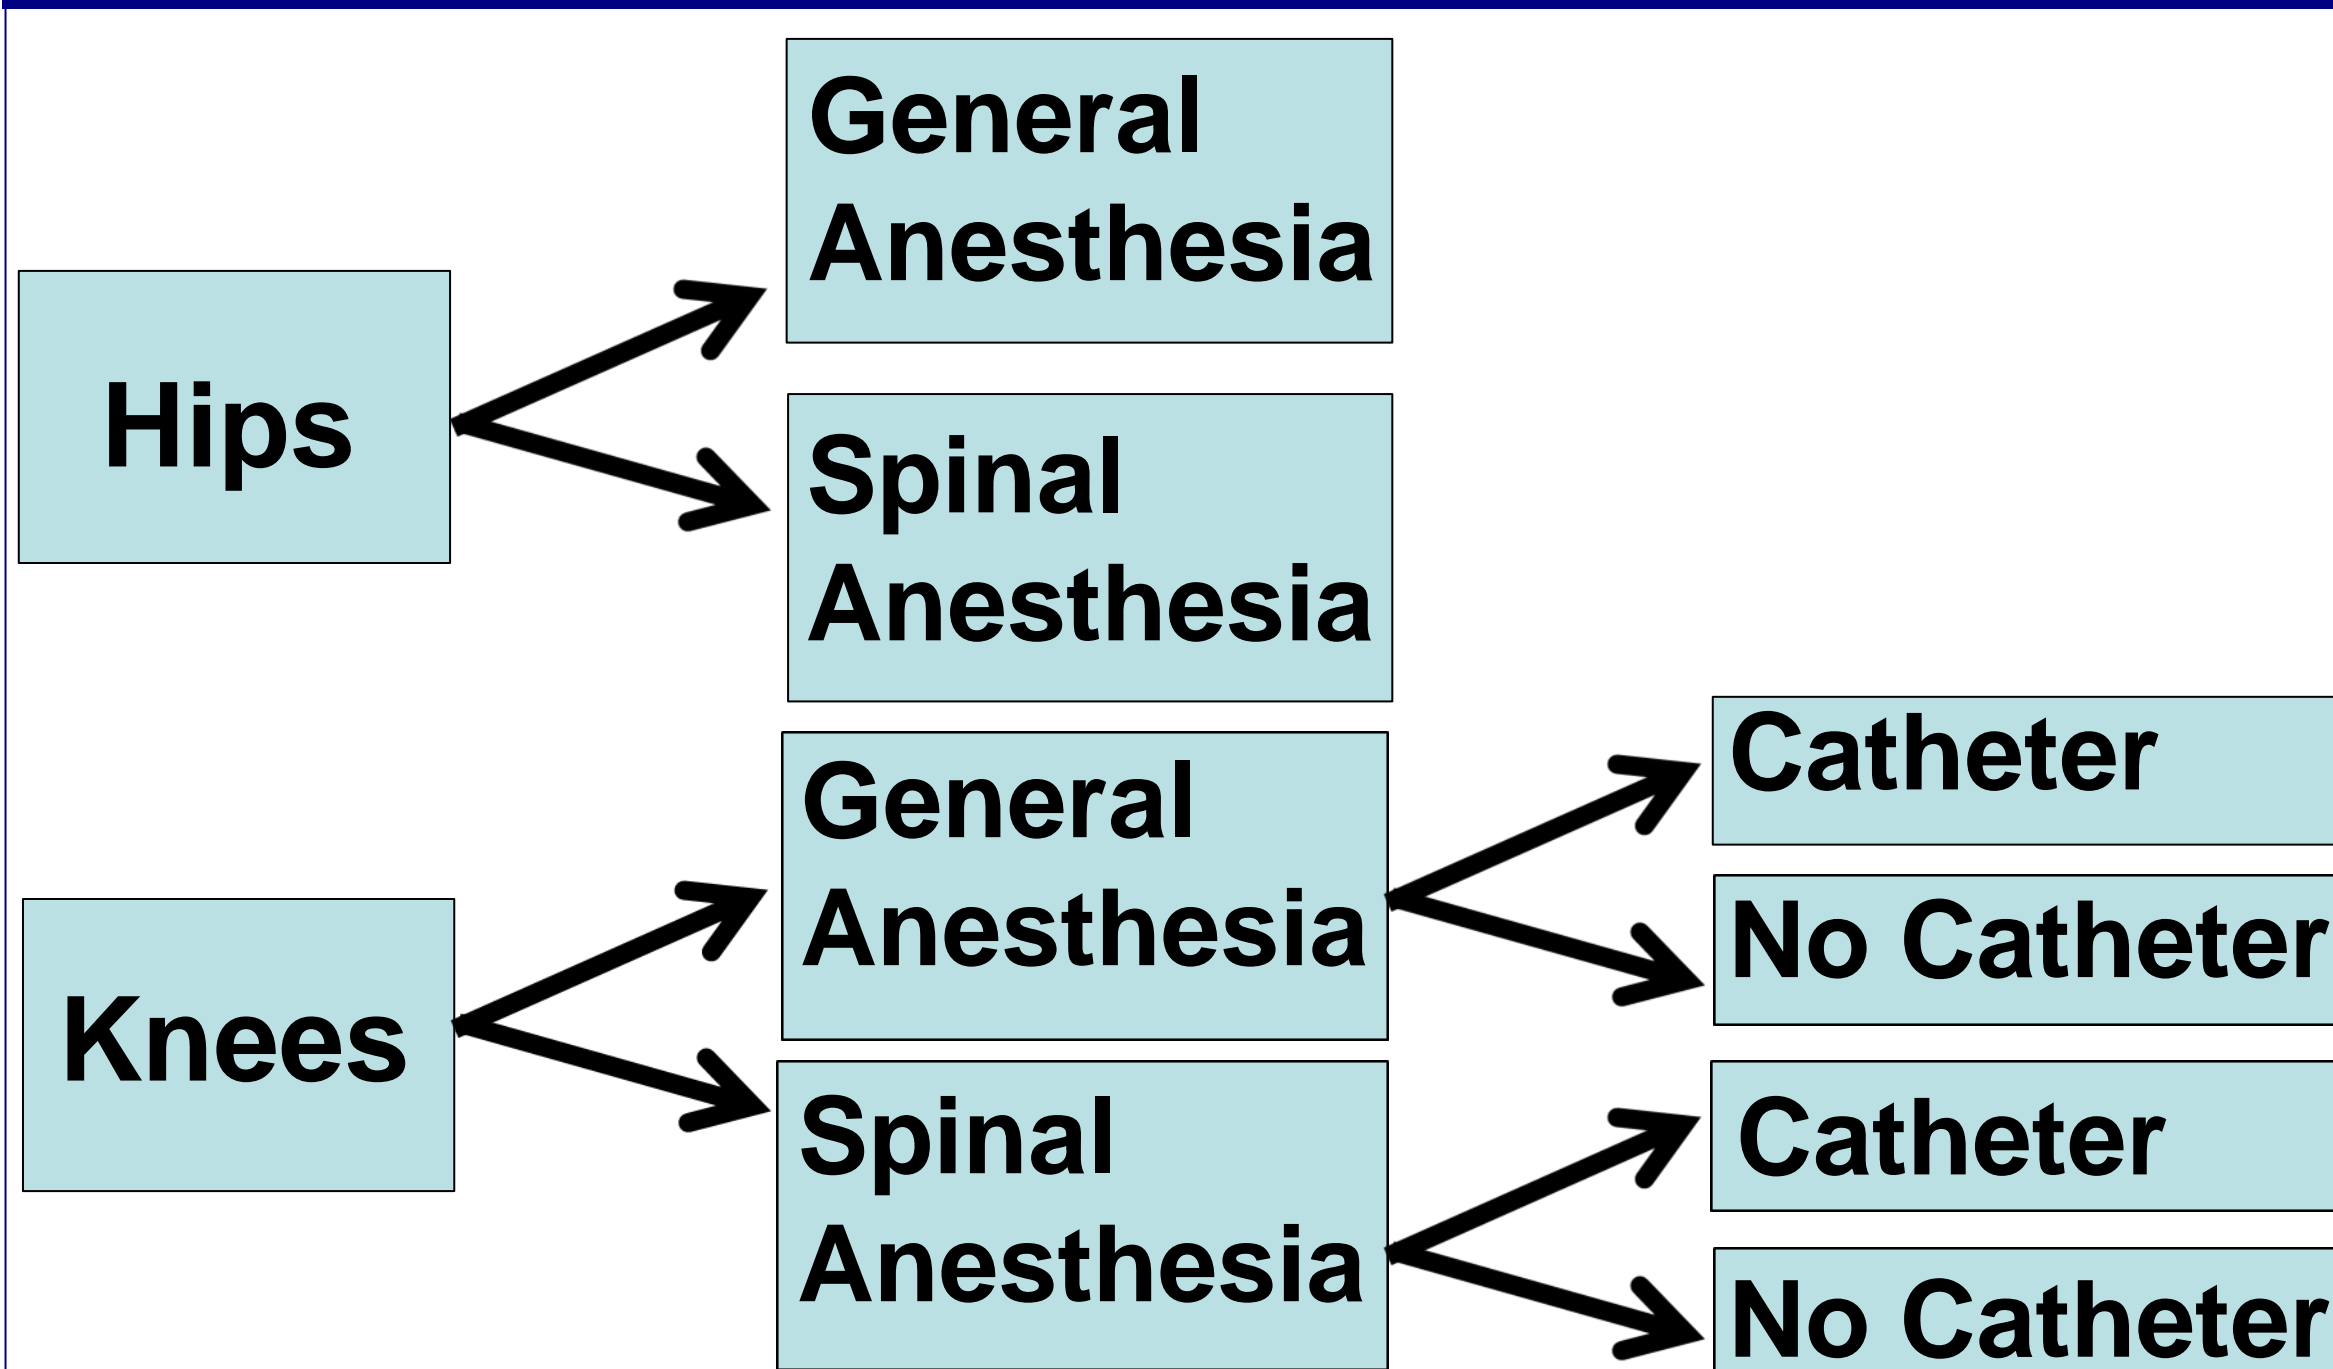 General
Anesthesia
Hips
Spinal
Anesthesia
Knees
General
Anesthesia
Catheter
No Catheter
Spinal
Anesthesia
Catheter
No Catheter